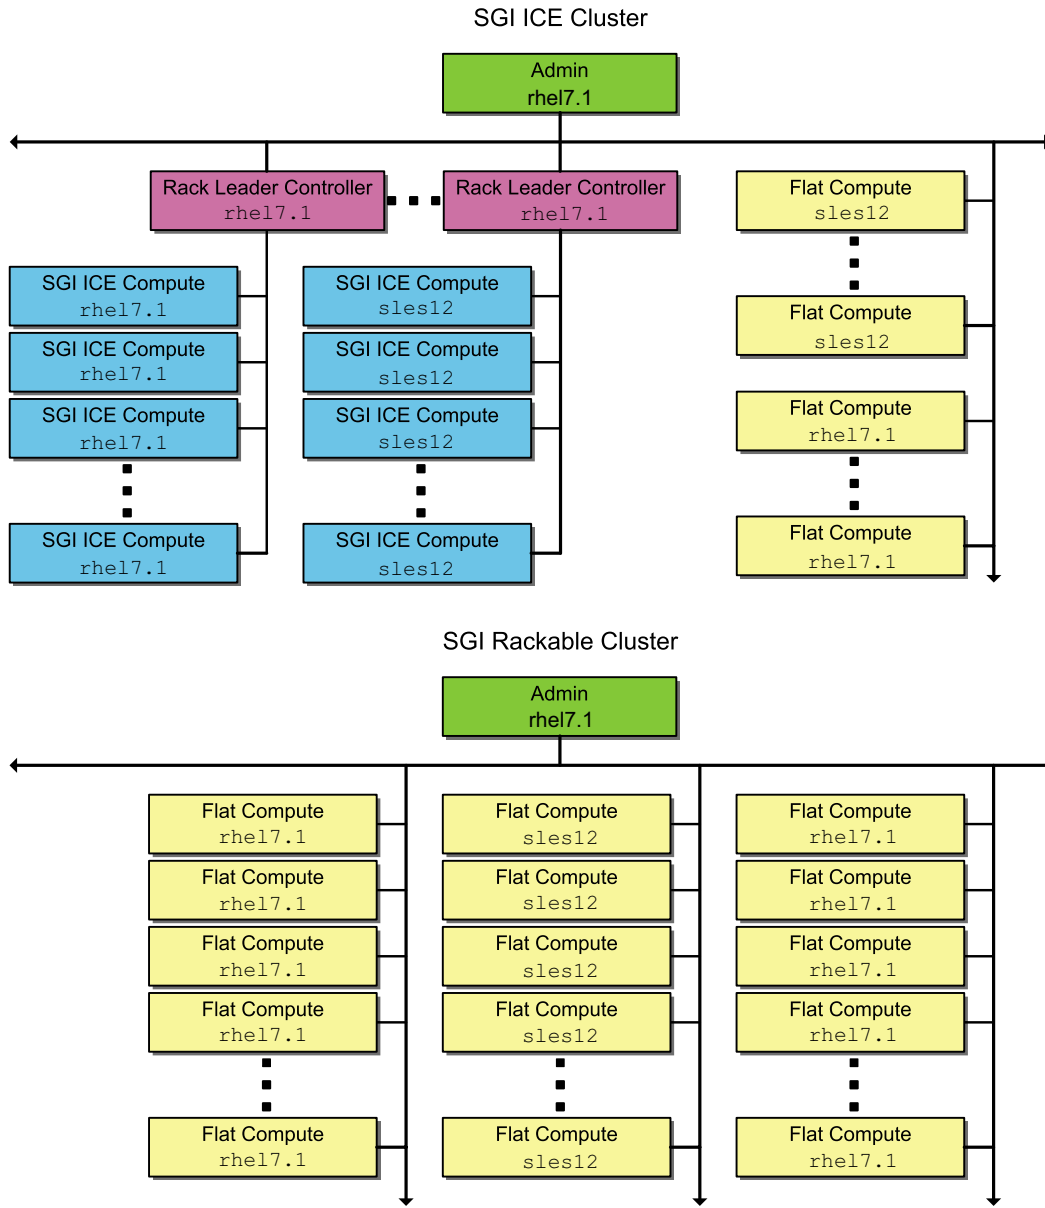 SGI ICE Cluster
Admin
rhel7.1
Rack Leader Controller
rhel7.1
Rack Leader Controller
rhel7.1
SGI ICE Compute
rhel7.1
SGI ICE Compute
rhel7.1
SGI ICE Compute
rhel7.1
SGI ICE Compute
rhel7.1
SGI ICE Compute
sles12
SGI ICE Compute
sles12
SGI ICE Compute
sles12
SGI ICE Compute
sles12
Flat Compute
sles12
Flat Compute
sles12
Flat Compute
rhel7.1
Flat Compute
rhel7.1
SGI Rackable Cluster
Admin
rhel7.1
Flat Compute
rhel7.1
Flat Compute
rhel7.1
Flat Compute
rhel7.1
Flat Compute
rhel7.1
Flat Compute
rhel7.1
Flat Compute
sles12
Flat Compute
sles12
Flat Compute
sles12
Flat Compute
sles12
Flat Compute
sles12
Flat Compute
rhel7.1
Flat Compute
rhel7.1
Flat Compute
rhel7.1
Flat Compute
rhel7.1
Flat Compute
rhel7.1